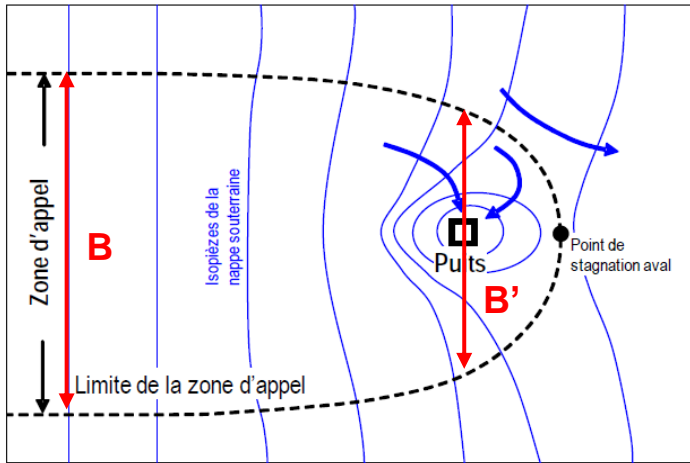 Zone d'appel
B
Isopièzes de la
nappe souterraine
Puits
B'
Point de
stagnation aval
Limite de la zone d'appel